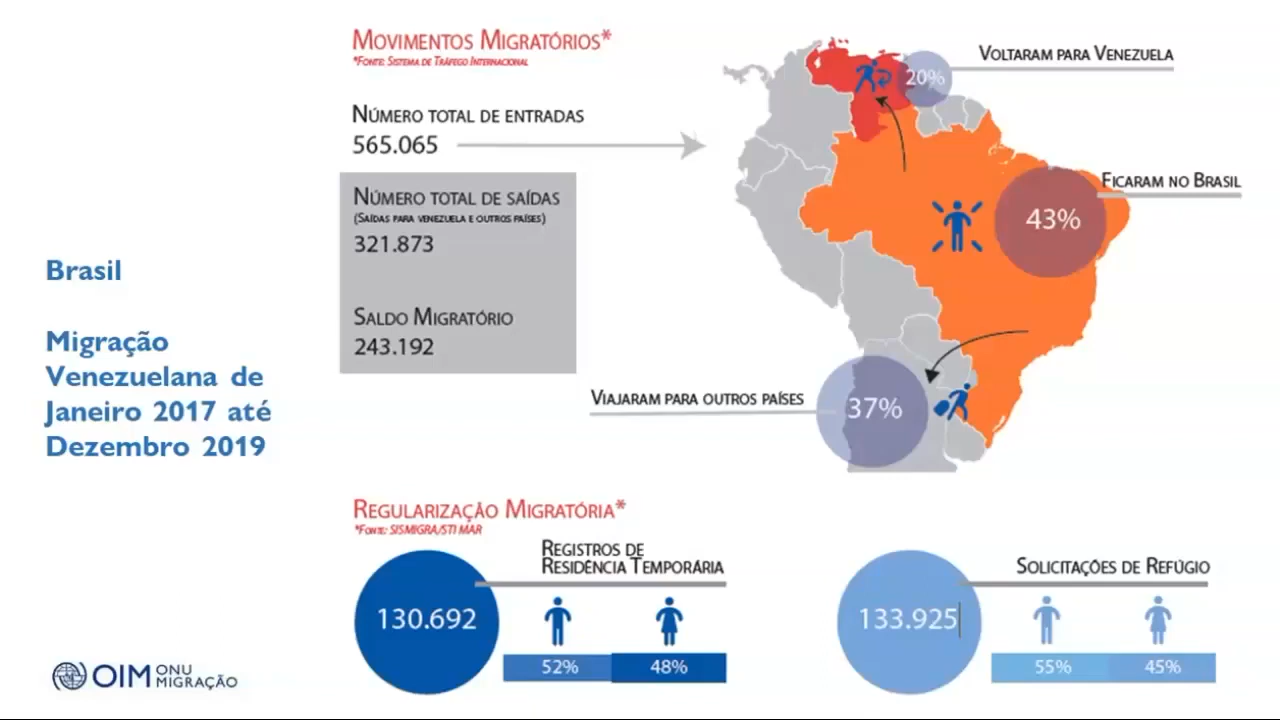 Brasil
Migração
Venezuelana de
Janeiro 2017 até
Dezembro 2019
MOVIMENTOS MIGRATÓRIOS*
*FONTE: SISTEMA DE TRÁFEGO INTERNACIONAL
NÚMERO TOTAL DE ENTRADAS
565.065
NÚMERO TOTAL DE SAÍDAS
(SAÍDAS PARA VENEZUELA E OUTROS PAÍSES)
321.873
SALDO MIGRATÓRIO
243.192
VOLTARAM PARA VENEZUELA
20%
FICARAM NO BRASIL
43%
VIAJARAM PARA OUTROS PAÍSES
37%
REGULARIZAÇÃO MIGRATÓRIA*
*FONTE: SISMIGRA/STI MAR
REGISTROS DE
RESIDÊNCIA TEMPORÁRIA
130.692
52% 48%
SOLICITAÇÕES DE REFÚGIO
133.925
55% 45%
OIM ONU
MIGRAÇÃO